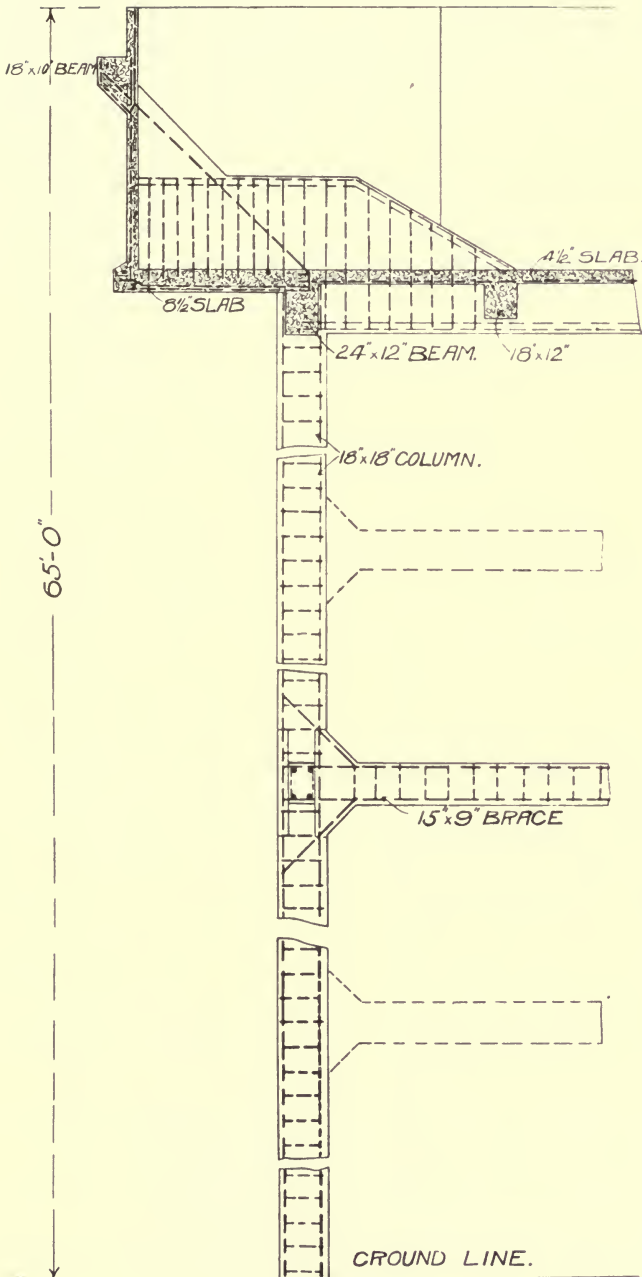 18"x10" BEAM
4½" SLAB.
8½" SLAB
24"x12" BEAM.
18"x12"
18"x18" COLUMN.
65'-0"
15"x9" BRACE
GROUND LINE.